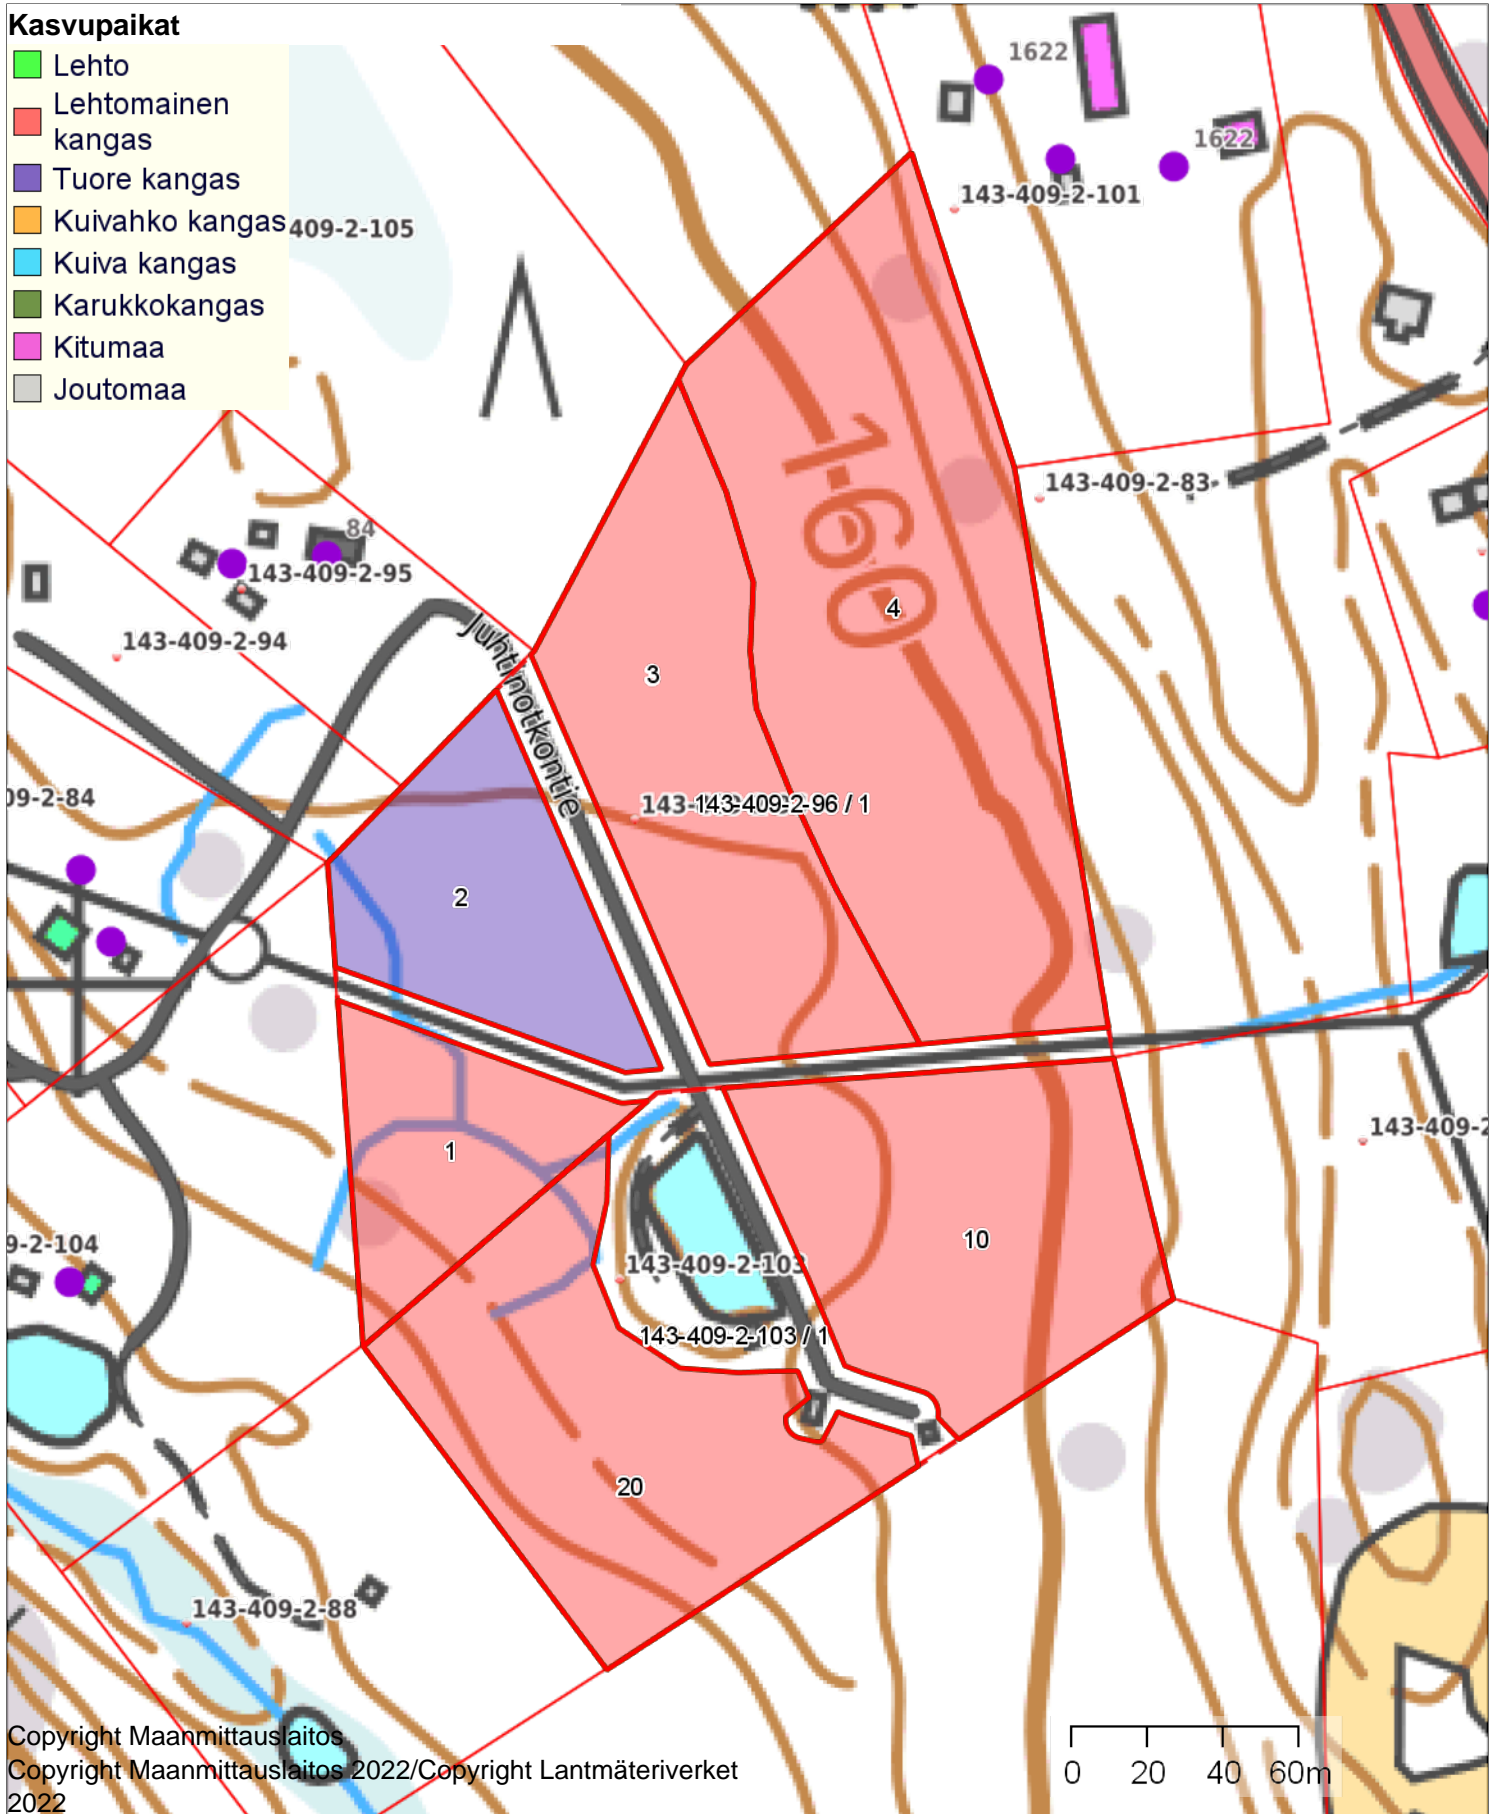 Kasvupaikat
Lehto
Lehtomainen
kangas
Tuore kangas
Kuivahko kangas
Kuiva kangas
Karukkokangas
Kitumaa
Joutomaa
1622
1622
143-409-2-101
409-2-105
143-409-2-83
84
143-409-2-95
143-409-2-94
Juhtinotkontie
160
4
3
09-2-84
143-409-2-96 / 1
2
143-409-2
1
10
9-2-104
143-409-2-103
143-409-2-103 / 1
20
143-409-2-88
Copyright Maanmittauslaitos
Copyright Maanmittauslaitos 2022/Copyright Lantmäteriverket
2022
0 20 40 60m